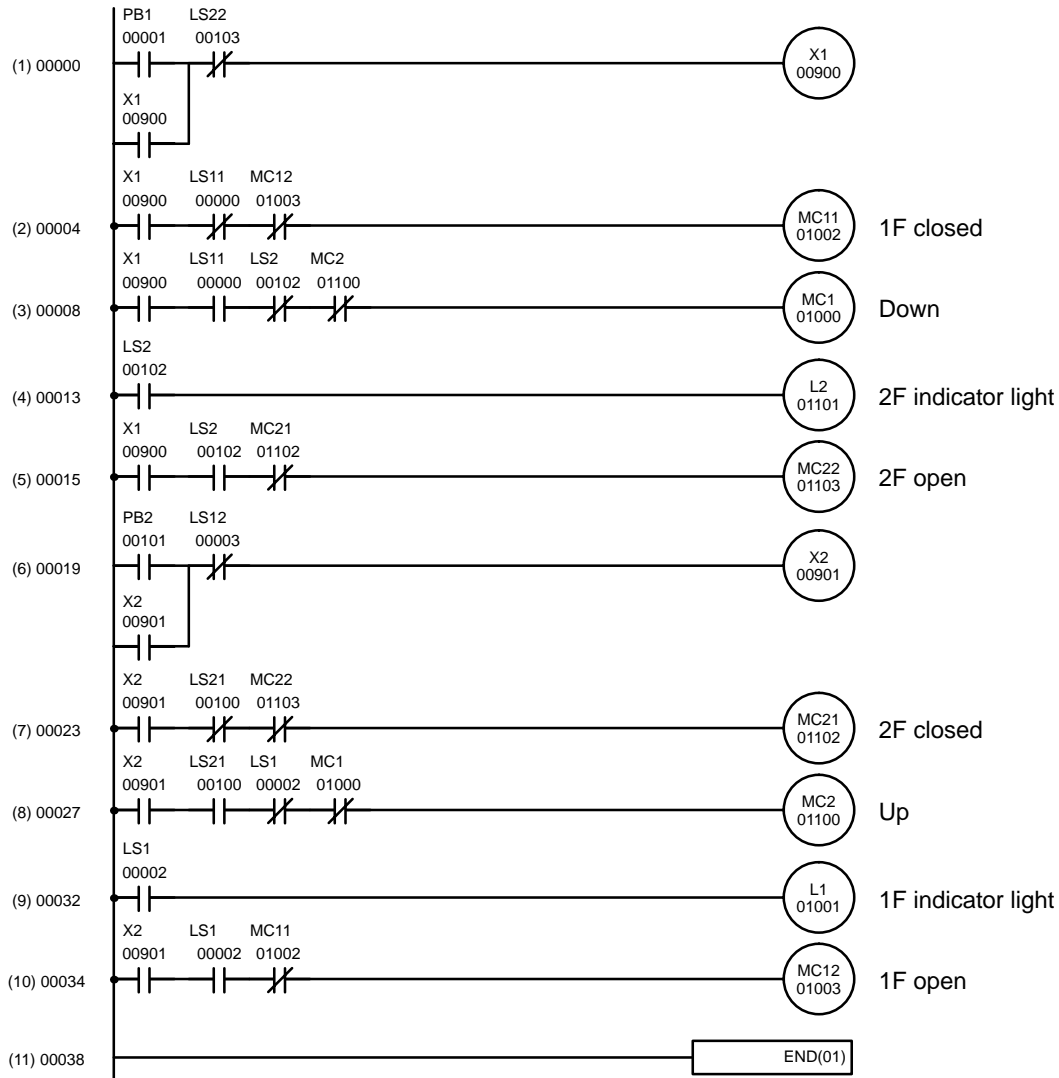 PB1 LS22
00001 00103
(1) 00000
X1
00900
X1
00900
X1 LS11 MC12
00900 00000 01003
(2) 00004
MC11
01002
1F closed
X1 LS11 LS2 MC2
00900 00000 00102 01100
(3) 00008
MC1
01000
Down
LS2
00102
(4) 00013
L2
01101
2F indicator light
X1 LS2 MC21
00900 00102 01102
(5) 00015
MC22
01103
2F open
PB2 LS12
00101 00003
(6) 00019
X2
00901
X2
00901
X2 LS21 MC22
00901 00100 01103
(7) 00023
MC21
01102
2F closed
X2 LS21 LS1 MC1
00901 00100 00002 01000
(8) 00027
MC2
01100
Up
LS1
00002
(9) 00032
L1
01001
1F indicator light
X2 LS1 MC11
00901 00002 01002
(10) 00034
MC12
01003
1F open
(11) 00038
END(01)